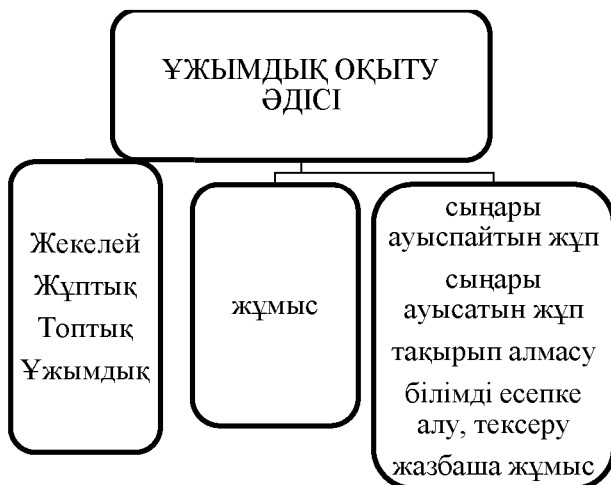 ҰЖЫМДЫҚ ОҚЫТУ
ӘДІСІ
Жекелей
Жұптық
Топтық
Ұжымдық
жұмыс
сыңары
ауыспайтын жұп
сыңары
ауысатын жұп
тақырып алмасу
білімді есепке
алу, тексеру
жазбаша жұмыс